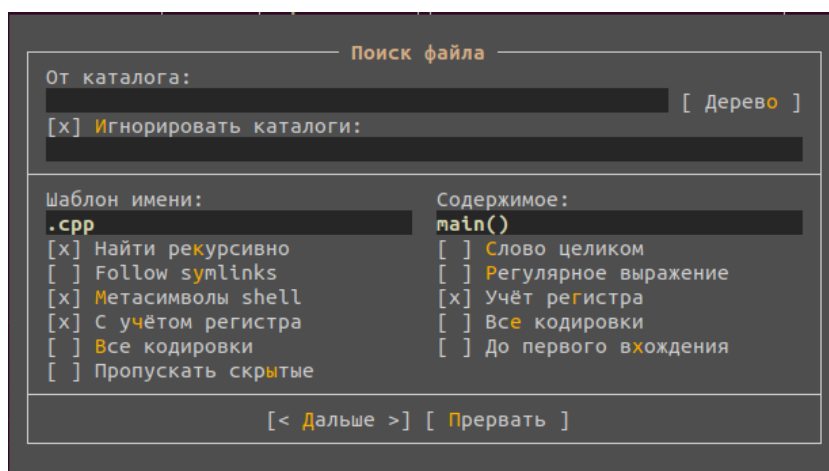 Поиск файла
От каталога:
[ Дерево ]
[x] Игнорировать каталоги:
Шаблон имени:
.cpp
[x] Найти рекурсивно
[ ] Follow symlinks
[x] Метасимволы shell
[x] С учётом регистра
[ ] Все кодировки
[ ] Пропускать скрытые
Содержимое:
main()
[ ] Слово целиком
[ ] Регулярное выражение
[x] Учёт регистра
[ ] Все кодировки
[ ] До первого вхождения
[< Дальше >] [ Прервать ]